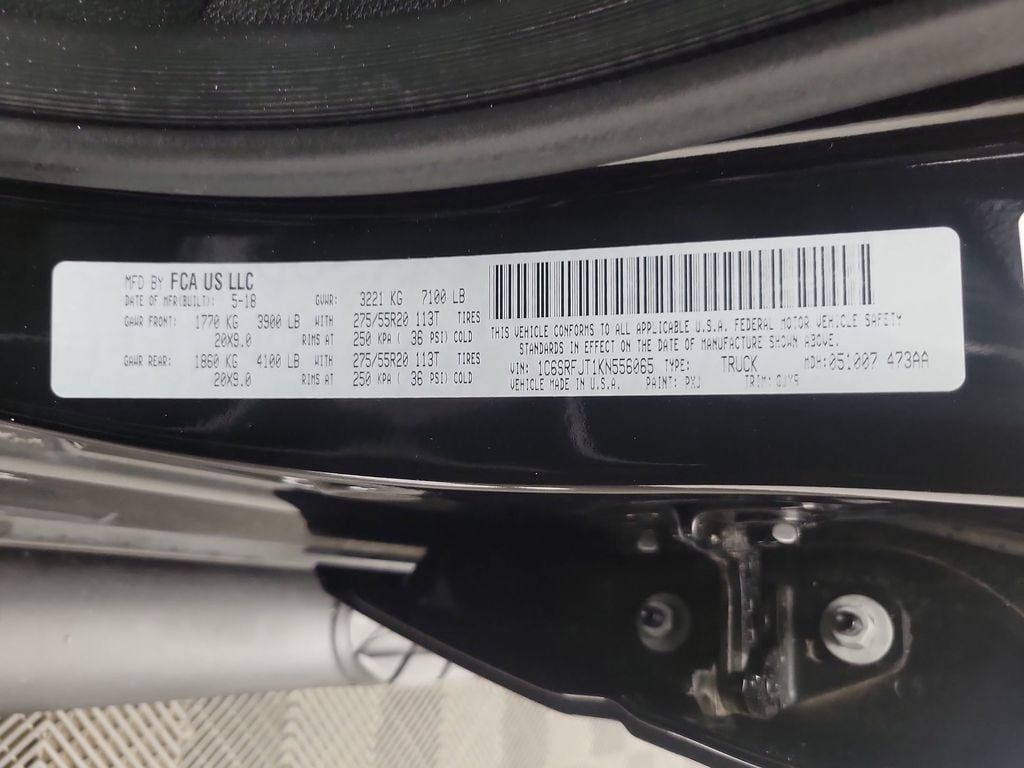 MFD BY FCA US LLC
DATE OF MFR(BUILT): 5-18 GVWR: 3221 KG 7100 LB
GAWR FRONT: 1770 KG 3900 LB WITH 275/55R20 113T TIRES
20X9.0 RIMS AT 250 KPA ( 36 PSI) COLD
GAWR REAR: 1860 KG 4100 LB WITH 275/55R20 113T TIRES
20X9.0 RIMS AT 250 KPA ( 36 PSI) COLD
THIS VEHICLE CONFORMS TO ALL APPLICABLE U.S.A. FEDERAL MOTOR VEHICLE SAFETY
STANDARDS IN EFFECT ON THE DATE OF MANUFACTURE SHOWN ABOVE.
VIN: 1C6SRFJT1KN556065 TYPE: TRUCK MDH:051007 473AA
VEHICLE MADE IN U.S.A. PAINT: PXJ TRIM: